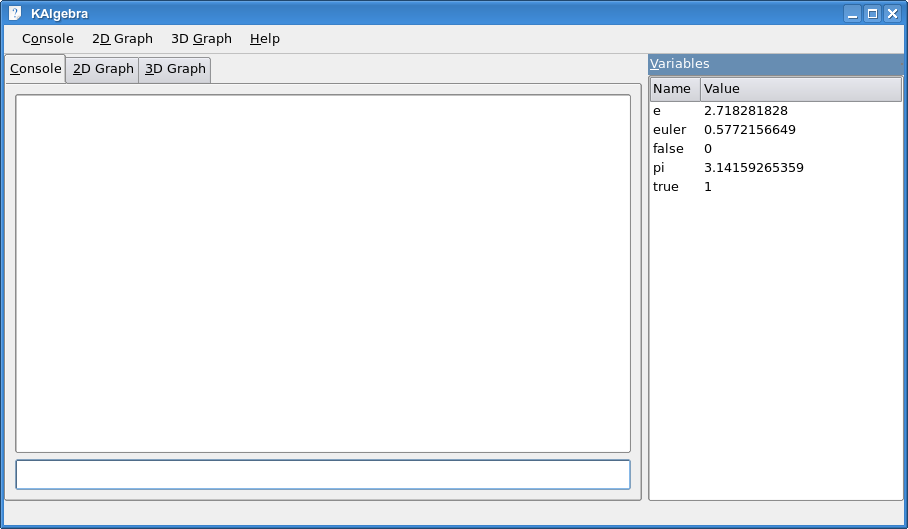 KAlgebra
Console 2D Graph 3D Graph Help
Console 2D Graph 3D Graph
Variables
Name Value
e 2.718281828
euler 0.5772156649
false 0
pi 3.14159265359
true 1